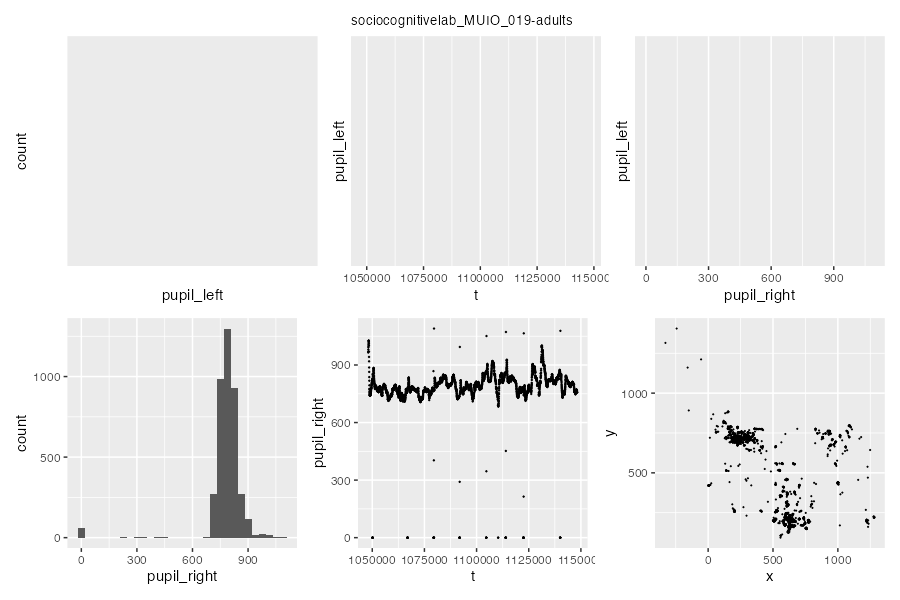 sociocognitivelab_MUIO_019-adults
count
pupil_left
pupil_left
1050000 1075000 1100000 1125000 115000
t
pupil_left
0 300 600 900
pupil_right
count
1000
500
0
0 300 600 900
pupil_right
pupil_right
900
600
300
0
1050000 1075000 1100000 1125000 115000
t
y
1000
500
0 500 1000
x